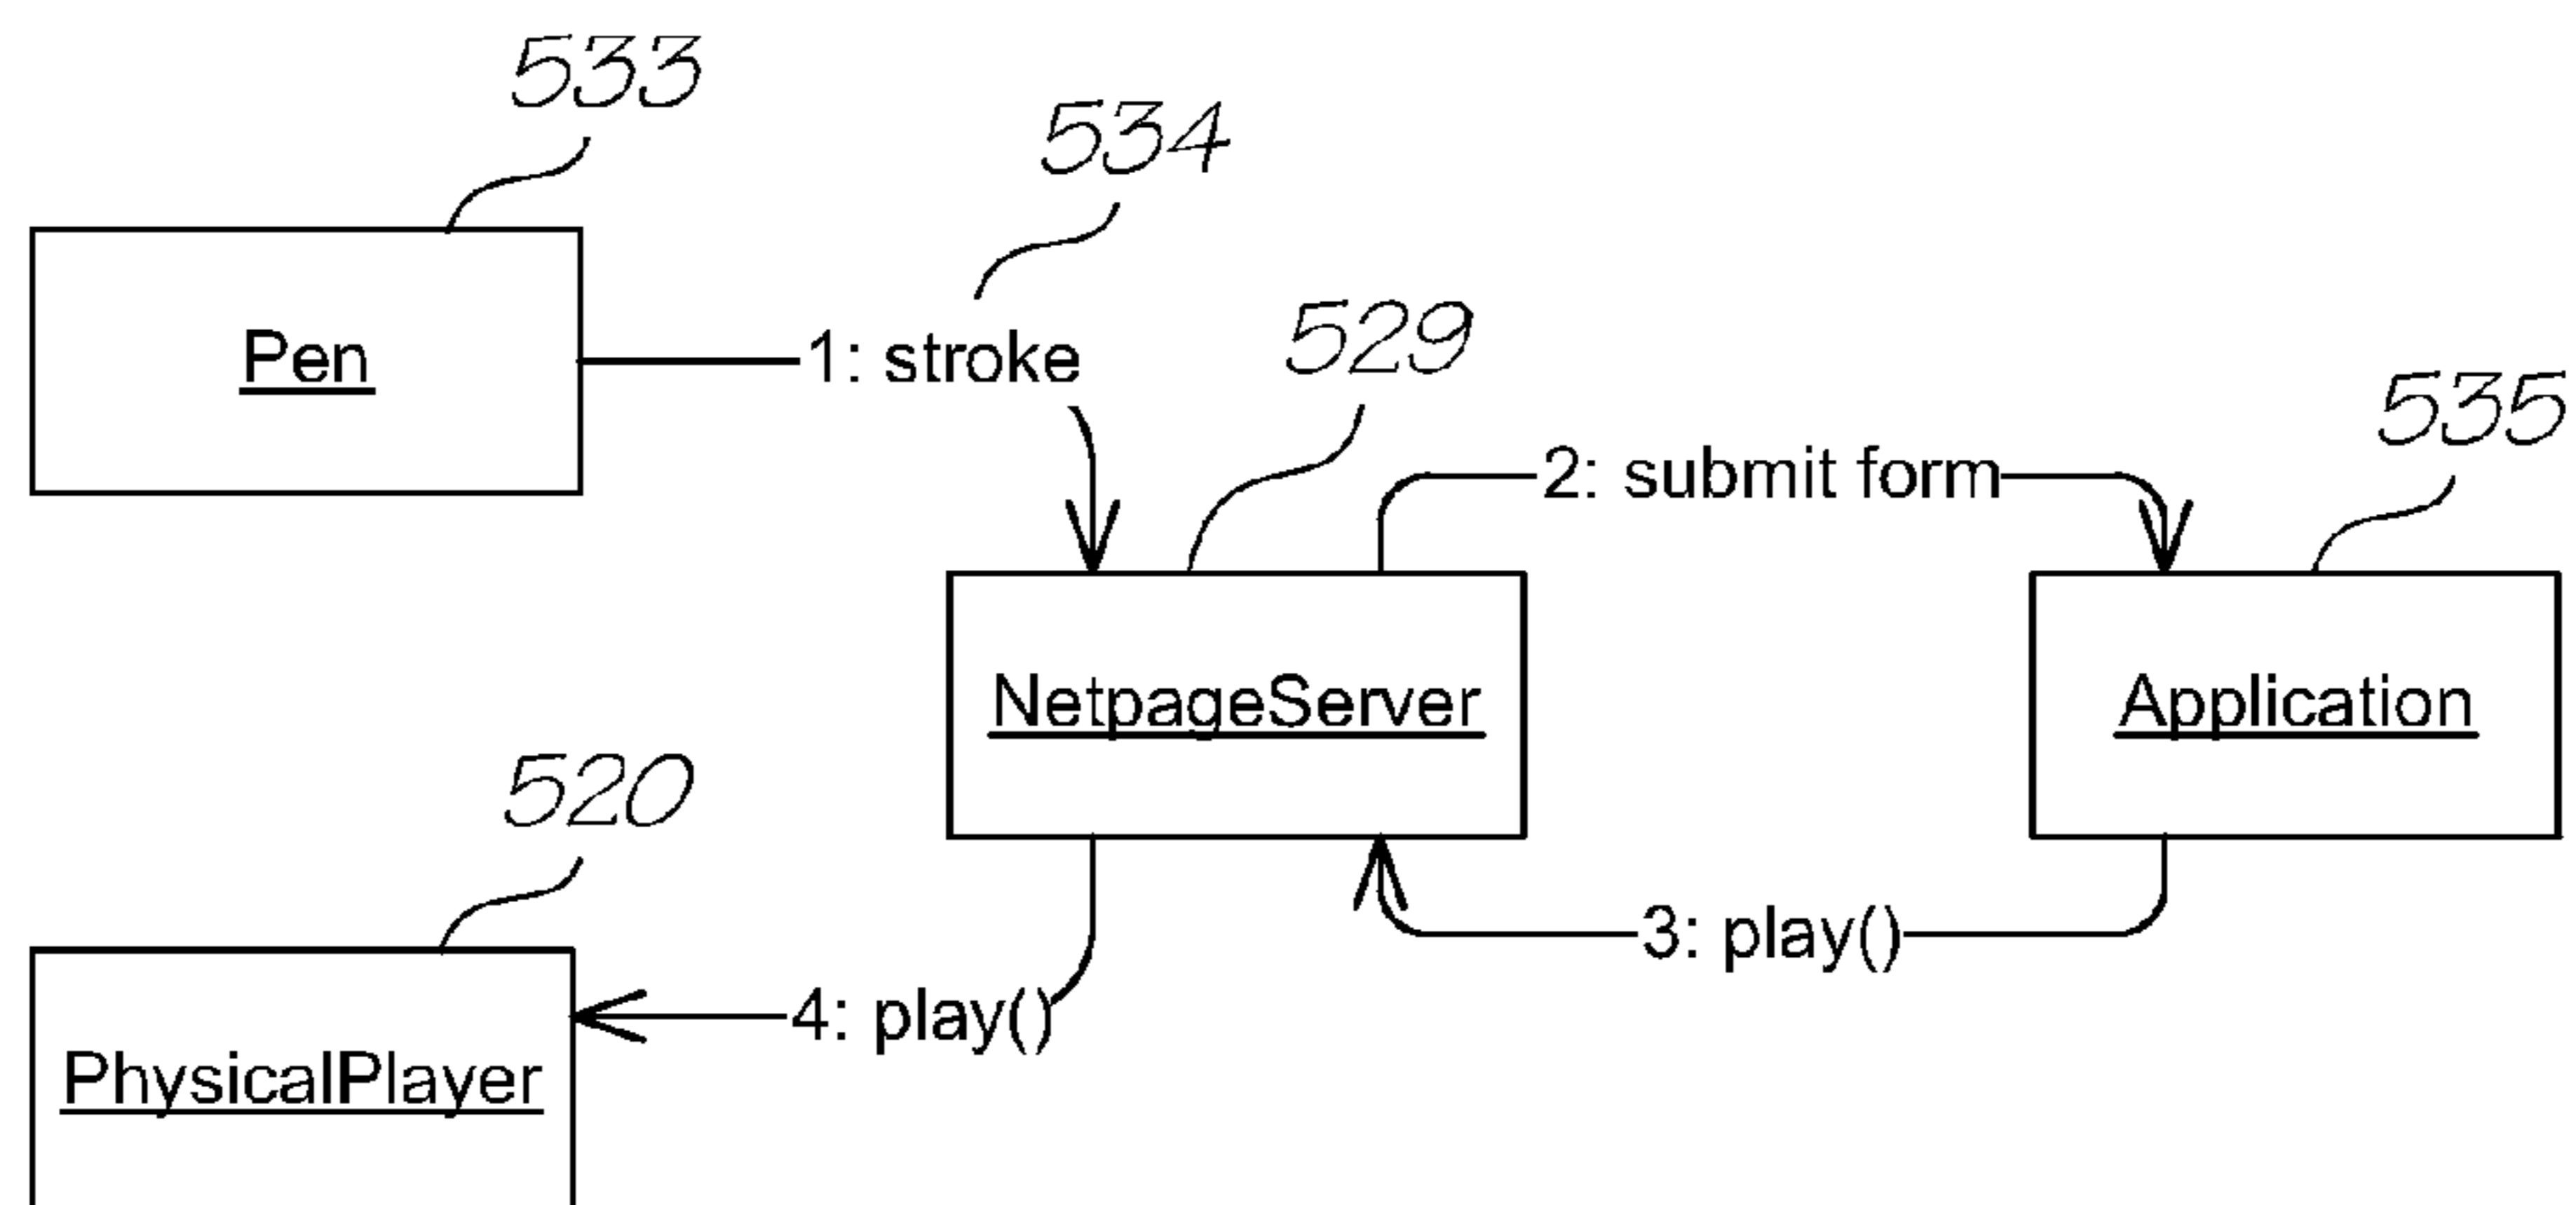 533
534
Pen
1: stroke
529
535
2: submit form
NetpageServer
Application
520
3: play()
4: play()
PhysicalPlayer